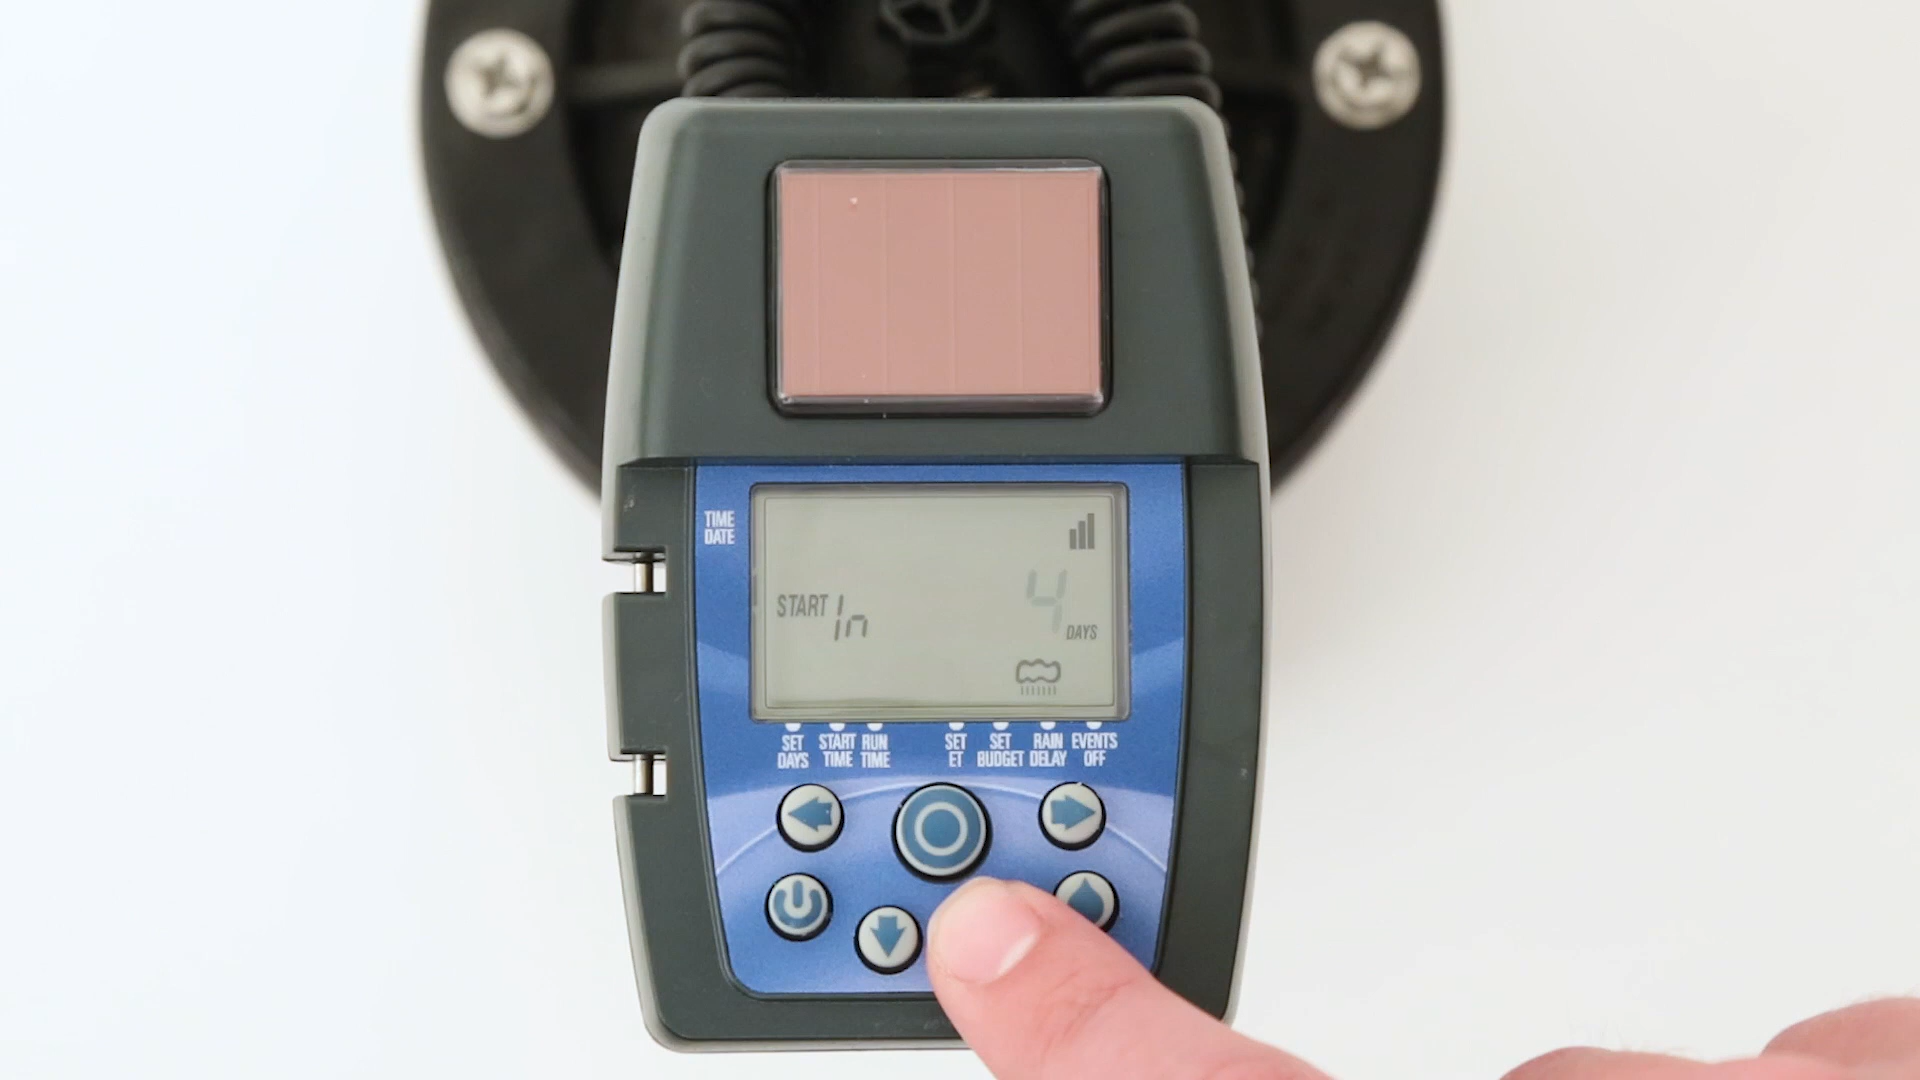 TIME
DATE
START In 4
DAYS
SET
DAYS
START
TIME
RUN
TIME
SET
ET
SET
BUDGET
RAIN
DELAY
EVENTS
OFF